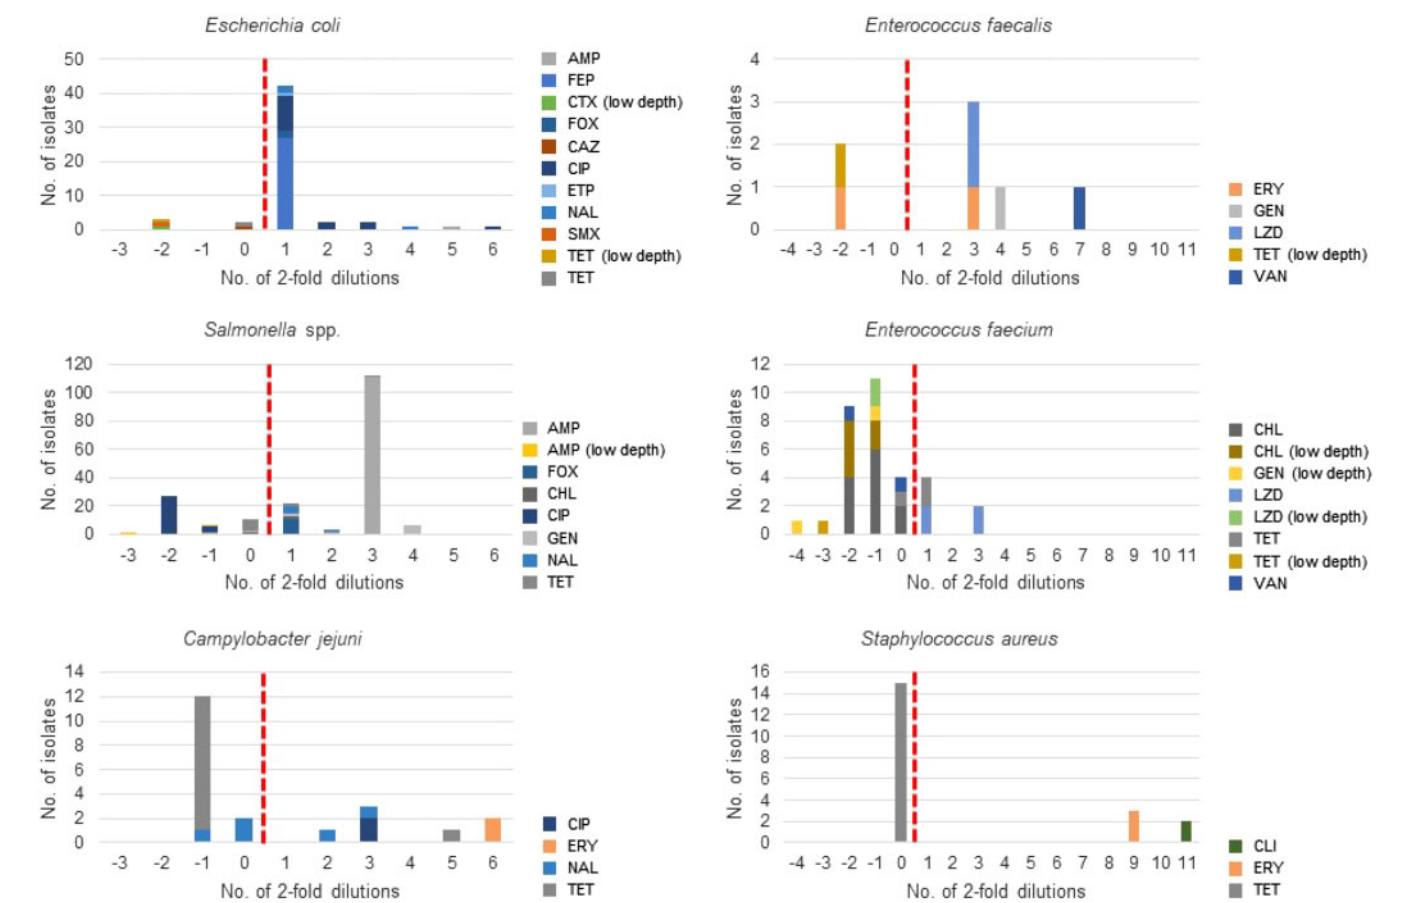 Escherichia coli
No. of isolates
50
40
30
20
10
0
-3 -2 -1 0 1 2 3 4 5 6
No. of 2-fold dilutions
AMP
FEP
CTX (low depth)
FOX
CAZ
CIP
ETP
NAL
SMX
TET (low depth)
TET
Enterococcus faecalis
No. of isolates
4
3
2
1
0
-4 -3 -2 -1 0 1 2 3 4 5 6 7 8 9 10 11
No. of 2-fold dilutions
ERY
GEN
LZD
TET (low depth)
VAN
Salmonella spp.
No. of isolates
120
100
80
60
40
20
0
-3 -2 -1 0 1 2 3 4 5 6
No. of 2-fold dilutions
AMP
AMP (low depth)
FOX
CHL
CIP
GEN
NAL
TET
Enterococcus faecium
No. of isolates
12
10
8
6
4
2
0
-4 -3 -2 -1 0 1 2 3 4 5 6 7 8 9 10 11
No. of 2-fold dilutions
CHL
CHL (low depth)
GEN (low depth)
LZD
LZD (low depth)
TET
TET (low depth)
VAN
Campylobacter jejuni
No. of isolates
14
12
10
8
6
4
2
0
-3 -2 -1 0 1 2 3 4 5 6
No. of 2-fold dilutions
CIP
ERY
NAL
TET
Staphylococcus aureus
No. of isolates
16
14
12
10
8
6
4
2
0
-4 -3 -2 -1 0 1 2 3 4 5 6 7 8 9 10 11
No. of 2-fold dilutions
CLI
ERY
TET